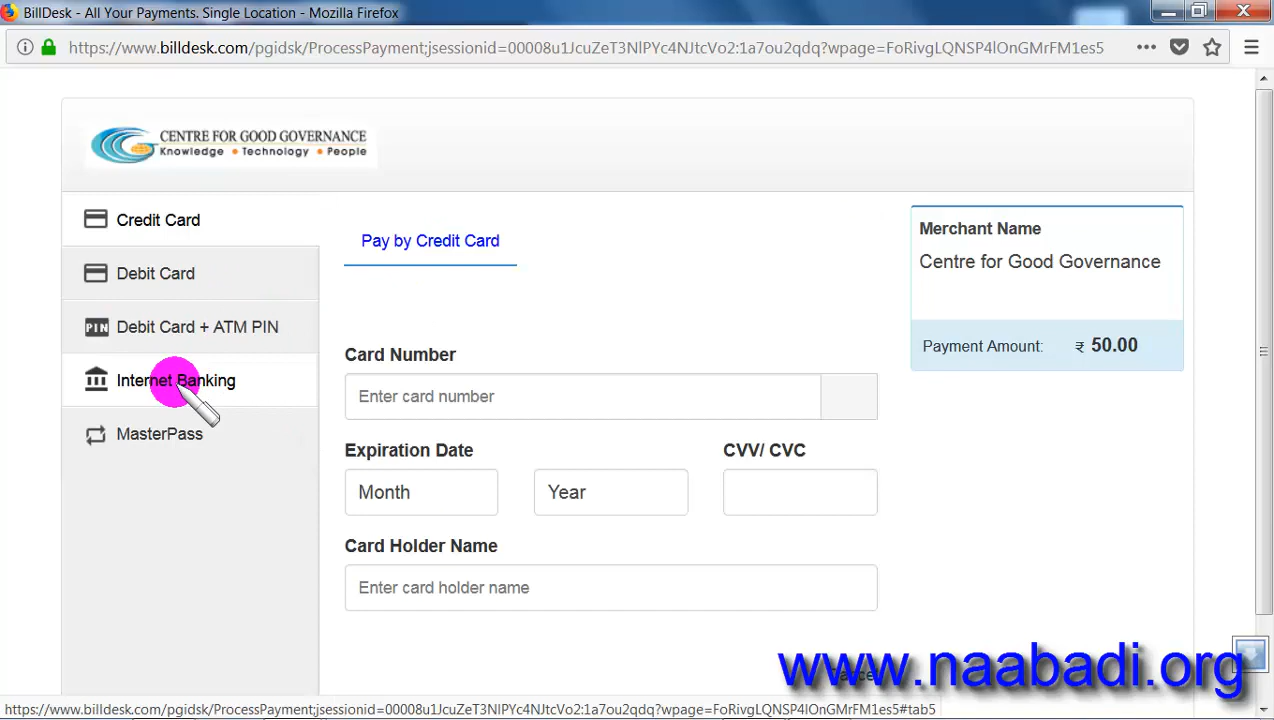 BillDesk - All Your Payments. Single Location - Mozilla Firefox
https://www.billdesk.com/pgidsk/ProcessPayment;jsessionid=00008u1JcuZeT3NlPYc4NJtcVo2:1a7ou2qdq?wpage=FoRivgLQNSP4lOnGMrFM1es5
CENTRE FOR GOOD GOVERNANCE
Knowledge • Technology • People
Credit Card
Debit Card
PIN Debit Card + ATM PIN
Internet Banking
MasterPass
Pay by Credit Card
Card Number
Enter card number
Expiration Date
CVV/ CVC
Month
Year
Card Holder Name
Enter card holder name
Merchant Name
Centre for Good Governance
Payment Amount: ₹ 50.00
Cancel
www.naabadi.org
https://www.billdesk.com/pgidsk/ProcessPayment;jsessionid=00008u1JcuZeT3NlPYc4NJtcVo2:1a7ou2qdq?wpage=FoRivgLQNSP4lOnGMrFM1es5#tab5